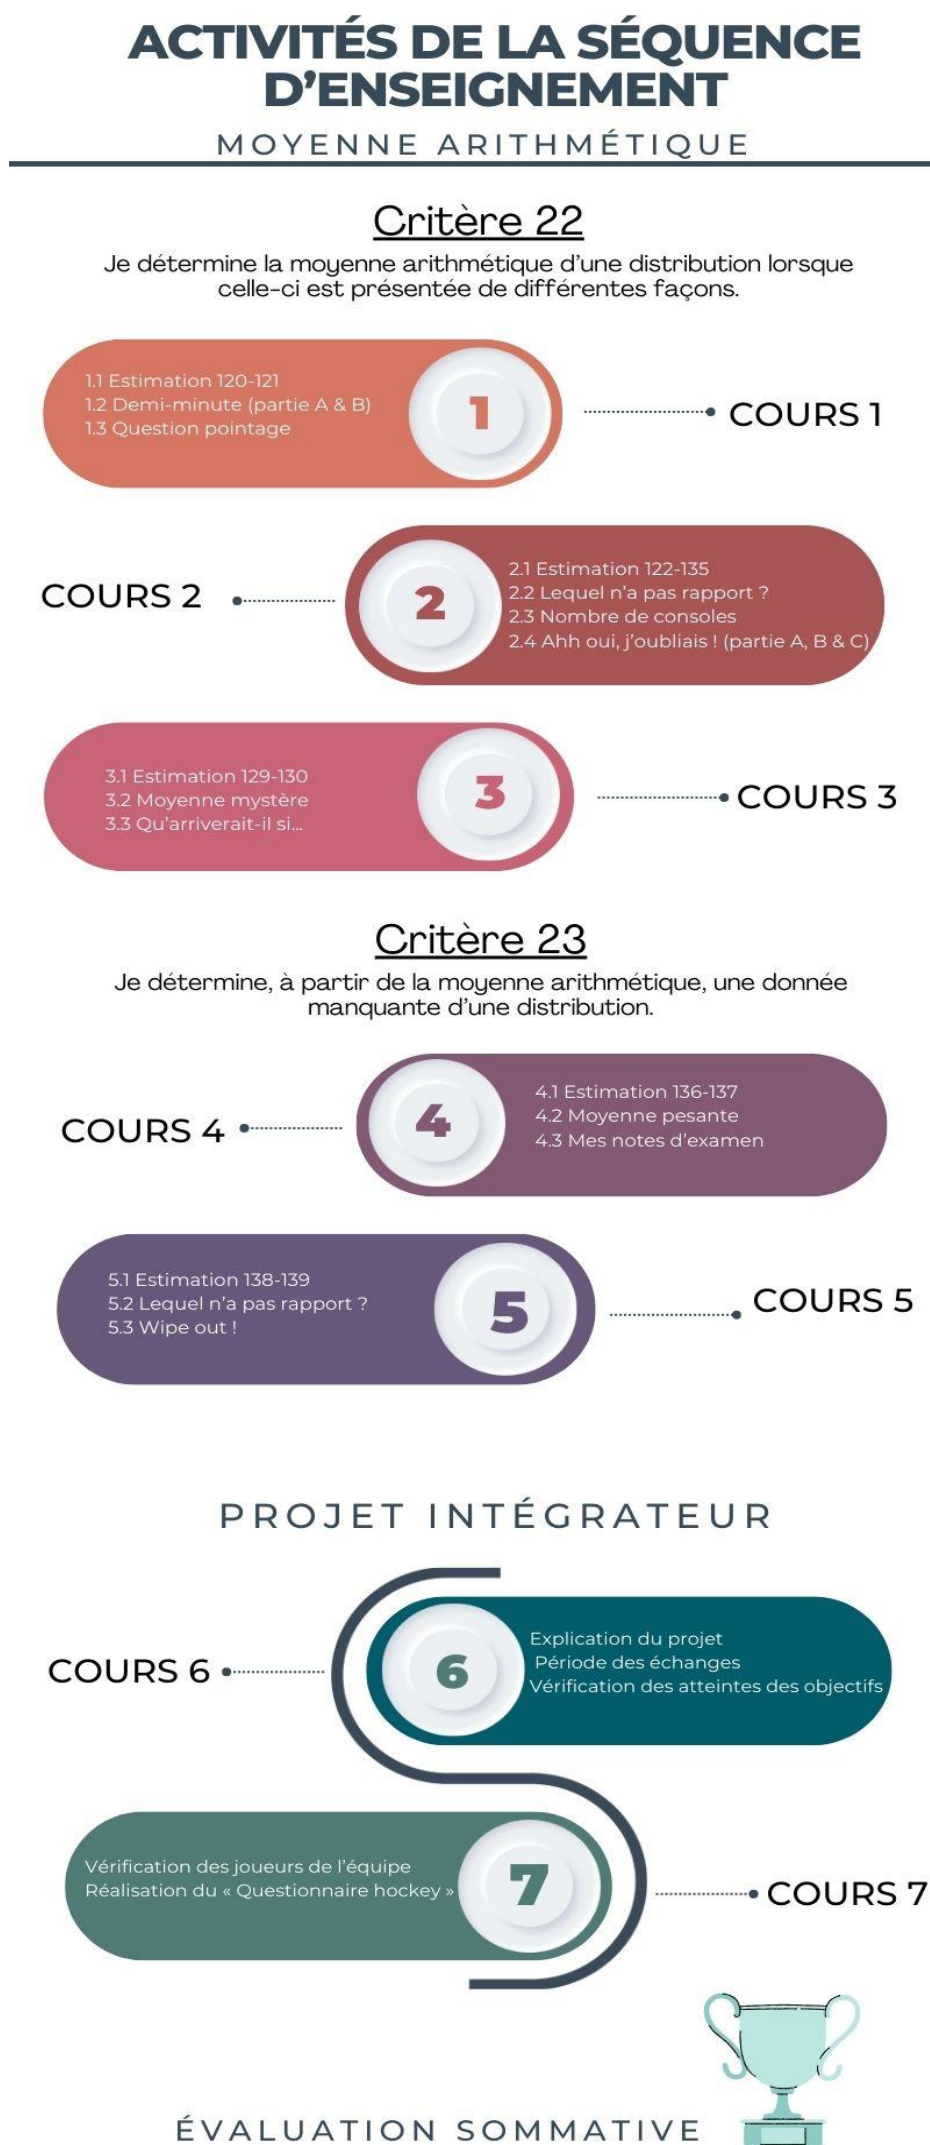 ACTIVITÉS DE LA SÉQUENCE
D'ENSEIGNEMENT
MOYENNE ARITHMÉTIQUE
Critère 22
Je détermine la moyenne arithmétique d'une distribution lorsque
celle-ci est présentée de différentes façons.
1.1 Estimation 120-121
1.2 Demi-minute (partie A & B)
1.3 Question pointage
1
COURS 1
COURS 2
2
2.1 Estimation 122-135
2.2 Lequel n'a pas rapport ?
2.3 Nombre de consoles
2.4 Ahh oui, j'oubliais ! (partie A, B & C)
3.1 Estimation 129-130
3.2 Moyenne mystère
3.3 Qu'arriverait-il si...
3
COURS 3
Critère 23
Je détermine, à partir de la moyenne arithmétique, une donnée
manquante d'une distribution.
COURS 4
4
4.1 Estimation 136-137
4.2 Moyenne pesante
4.3 Mes notes d'examen
5.1 Estimation 138-139
5.2 Lequel n'a pas rapport ?
5.3 Wipe out !
5
COURS 5
PROJET INTÉGRATEUR
COURS 6
6
Explication du projet
Période des échanges
Vérification des atteintes des objectifs
Vérification des joueurs de l'équipe
Réalisation du « Questionnaire hockey »
7
COURS 7
ÉVALUATION SOMMATIVE